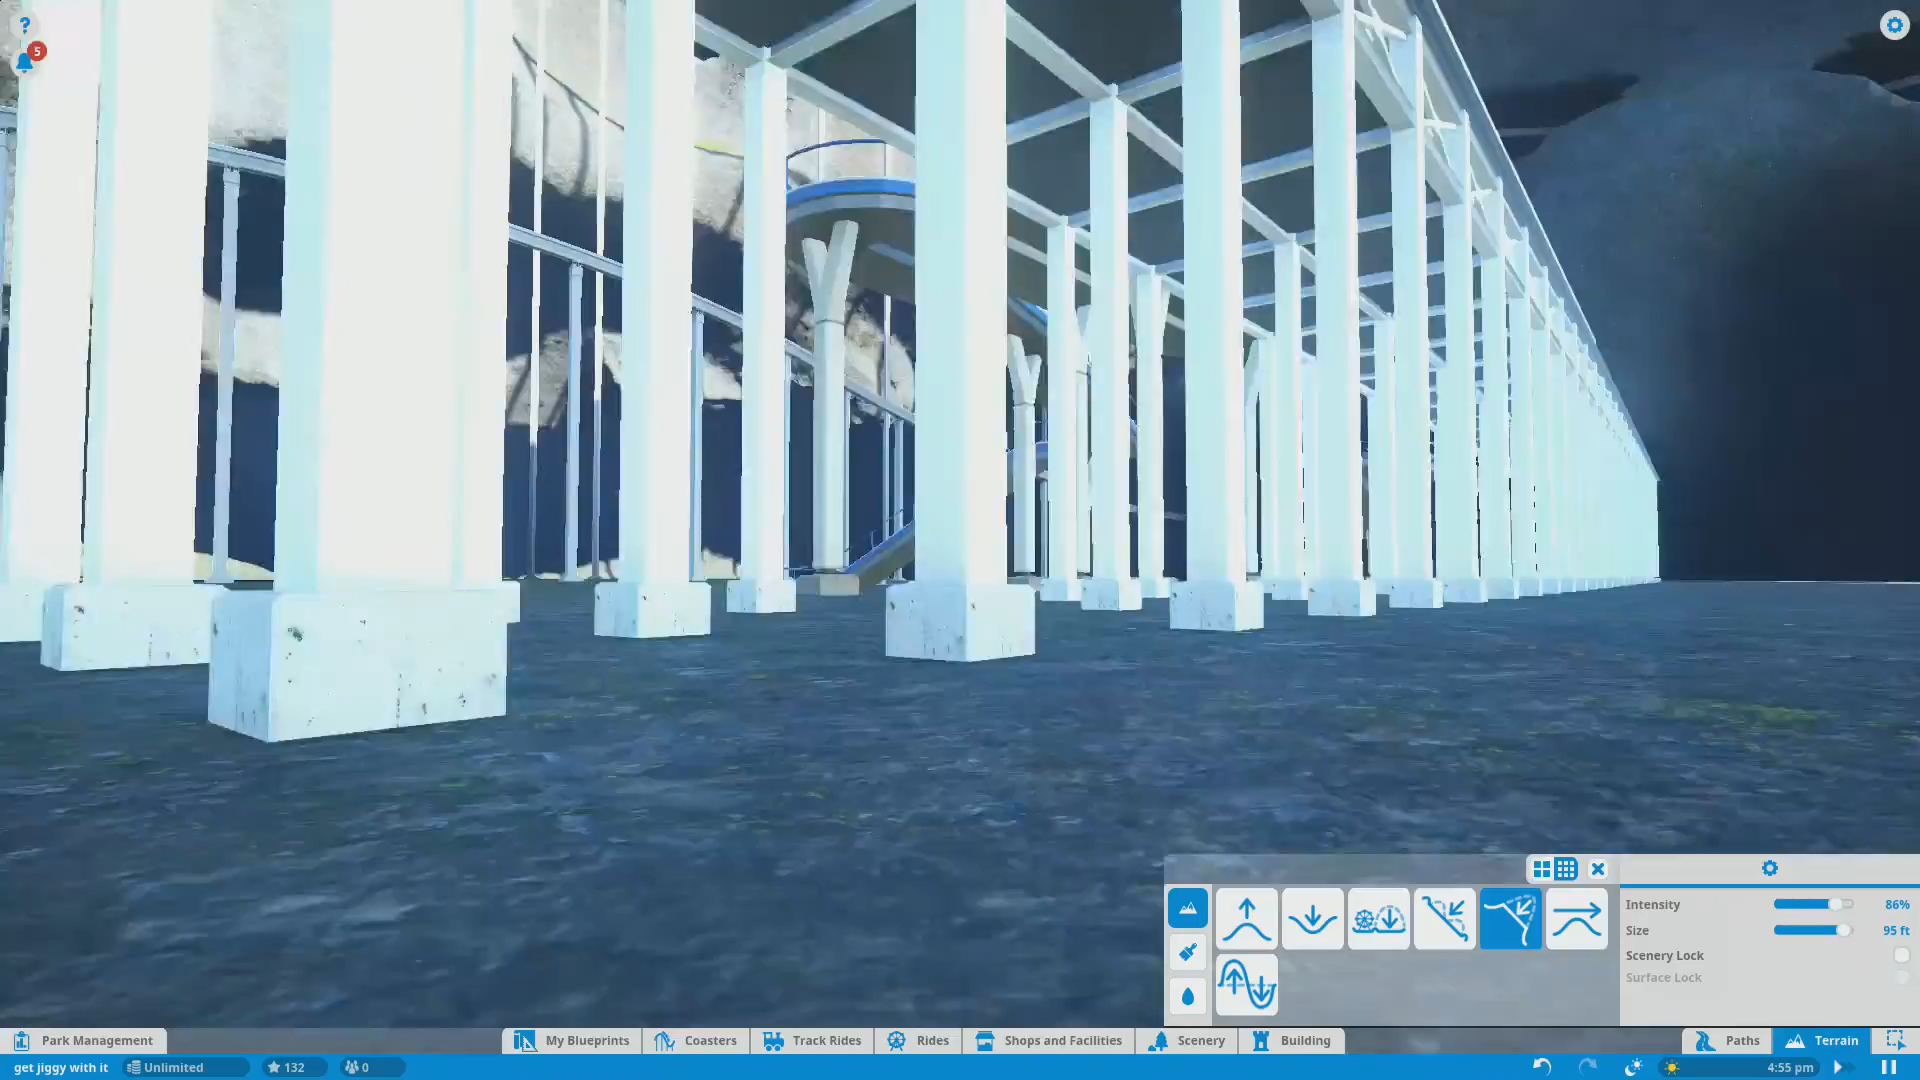 ?
5
Intensity 86%
Size 95 ft
Scenery Lock
Surface Lock
Park Management
My Blueprints
Coasters
Track Rides
Rides
Shops and Facilities
Scenery
Building
Paths
Terrain
get jiggy with it
Unlimited
132
0
4:55 pm